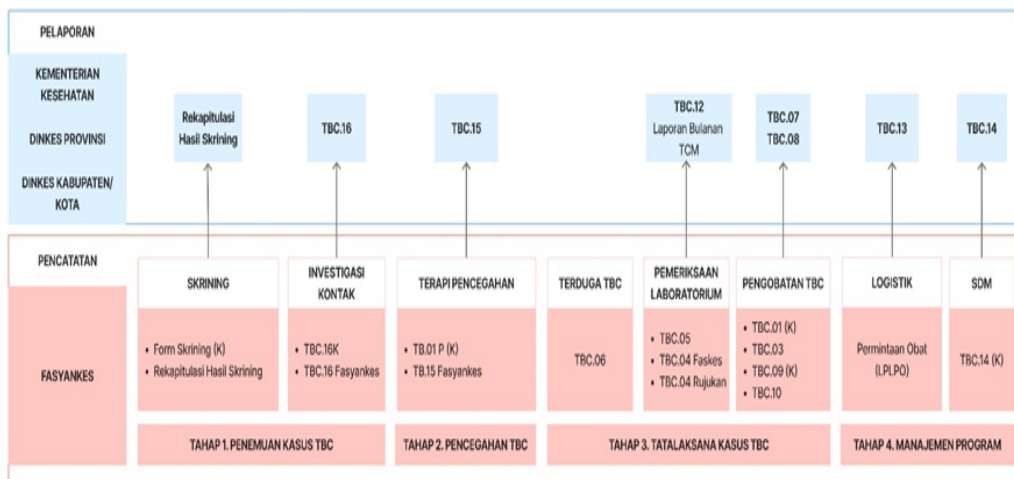 PELAPORAN
KEMENTERIAN
KESEHATAN
DINKES PROVINSI
DINKES KABUPATEN/
KOTA
Rekapitulasi
Hasil Skrining
TBC.16
TBC.15
TBC.12
Laporan Bulanan
TCM
TBC.07
TBC.08
TBC.13
TBC.14
PENCATATAN
FASYANKES
SKRINING
INVESTIGASI
KONTAK
TERAPI PENCEGAHAN
TERDUGA TBC
PEMERIKSAAN
LABORATORIUM
PENGOBATAN TBC
LOGISTIK
SDM
• Form Skrining (K)
• Rekapitulasi Hasil Skrining
• TBC.16K
• TBC.16 Fasyankes
• TB.01 P (K)
• TB.15 Fasyankes
TBC.06
• TBC.05
• TBC.04 Faskes
• TBC.04 Rujukan
• TBC.01 (K)
• TBC.03
• TBC.09 (K)
• TBC.10
Permintaan Obat
(LPLPO)
TBC.14 (K)
TAHAP 1. PENEMUAN KASUS TBC
TAHAP 2. PENCEGAHAN TBC
TAHAP 3. TATALAKSANA KASUS TBC
TAHAP 4. MANAJEMEN PROGRAM